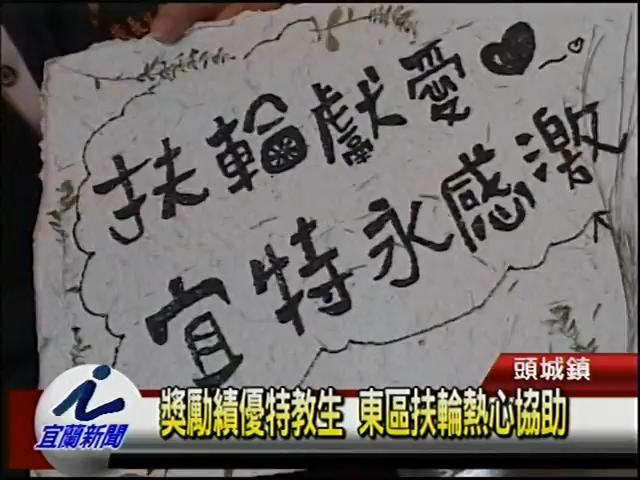 扶輪獻愛
宜特永感激
頭城鎮
獎勵績優特教生 東區扶輪熱心協助
i
宜蘭新聞